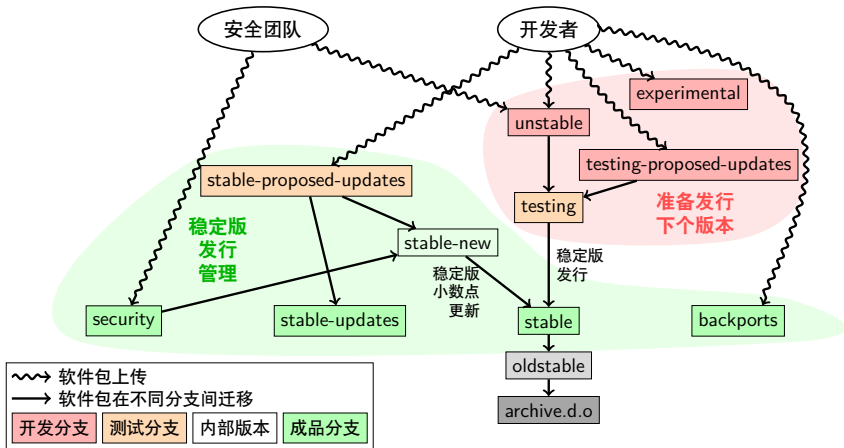 安全团队
开发者
experimental
unstable
testing-proposed-updates
stable-proposed-updates
testing
准备发行
下个版本
稳定版
发行
管理
stable-new
稳定版
发行
稳定版
小数点
更新
security
stable-updates
stable
backports
oldstable
archive.d.o
软件包上传
软件包在不同分支间迁移
开发分支
测试分支
内部版本
成品分支